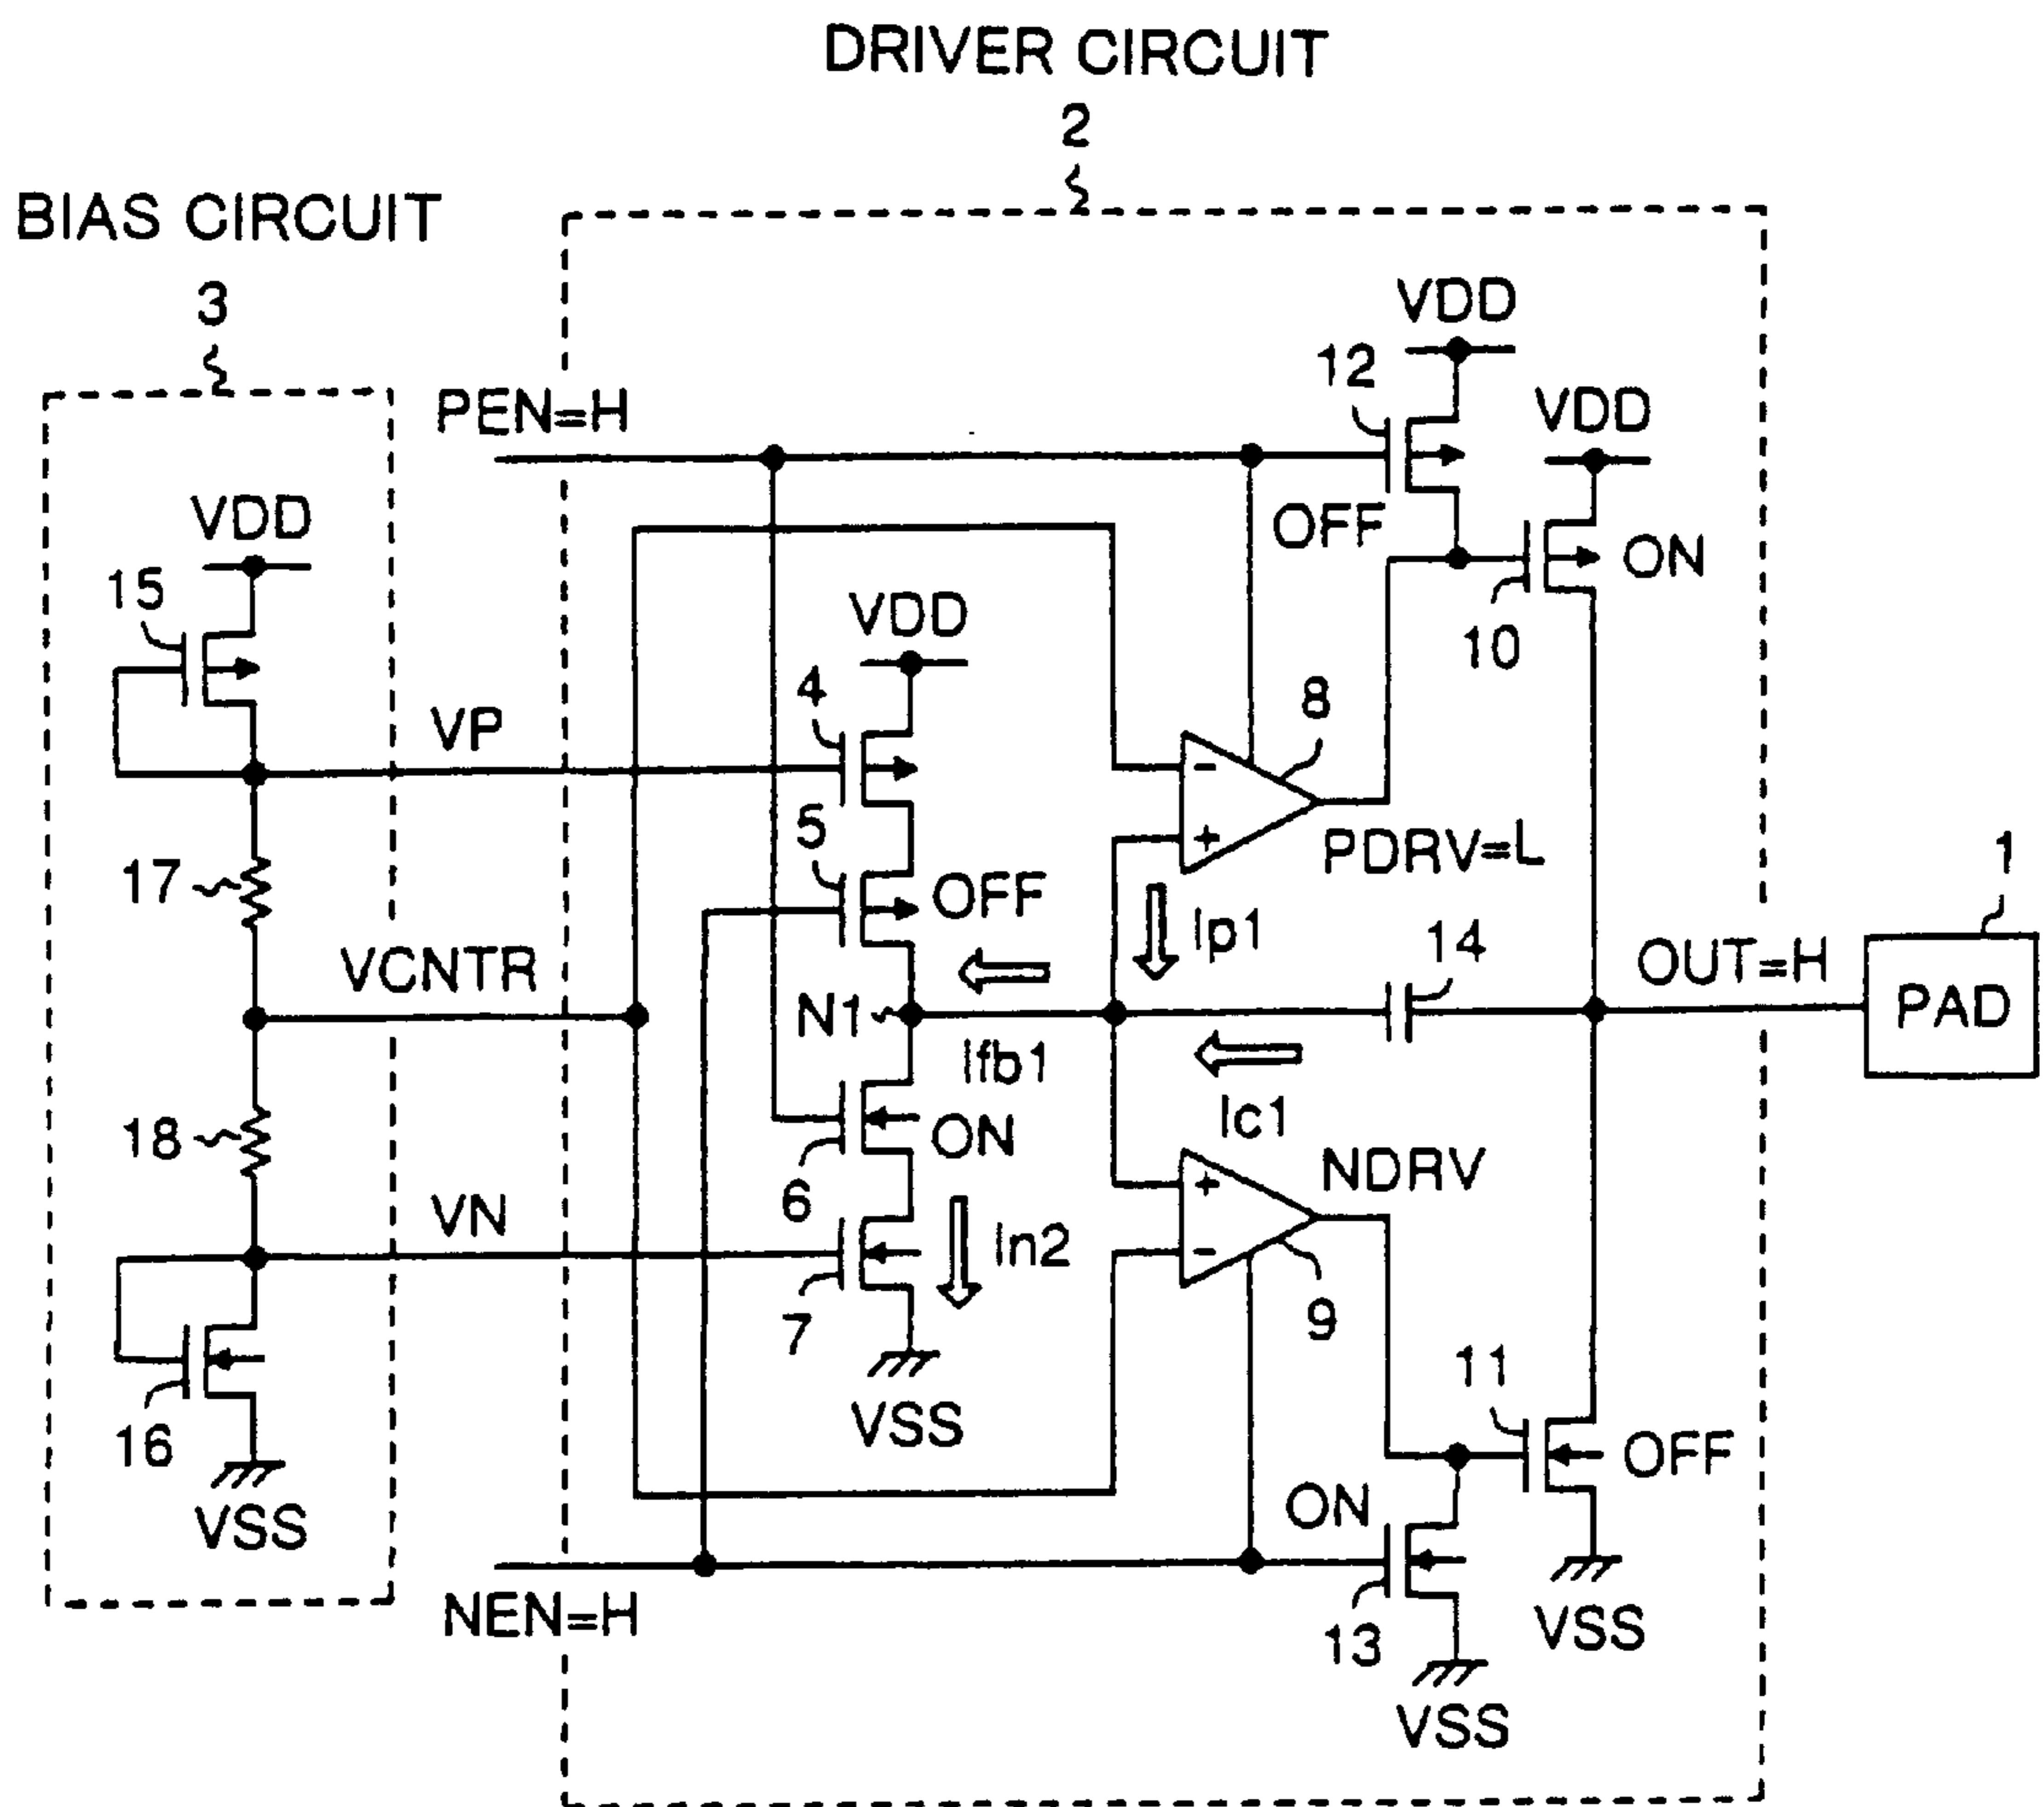 DRIVER CIRCUIT
2
BIAS CIRCUIT
3
VDD
12
PEN=H
VDD
VDD
OFF
ON
15
VDD
10
4
8
VP
5
PDRV=L
1
17
OFF
Ip1
14
VCNTR
OUT=H
PAD
N1
Ifb1
Ic1
18
ON
NDRV
6
VN
In2
7
9
11
16
VSS
OFF
ON
VSS
NEN=H
13
VSS
VSS